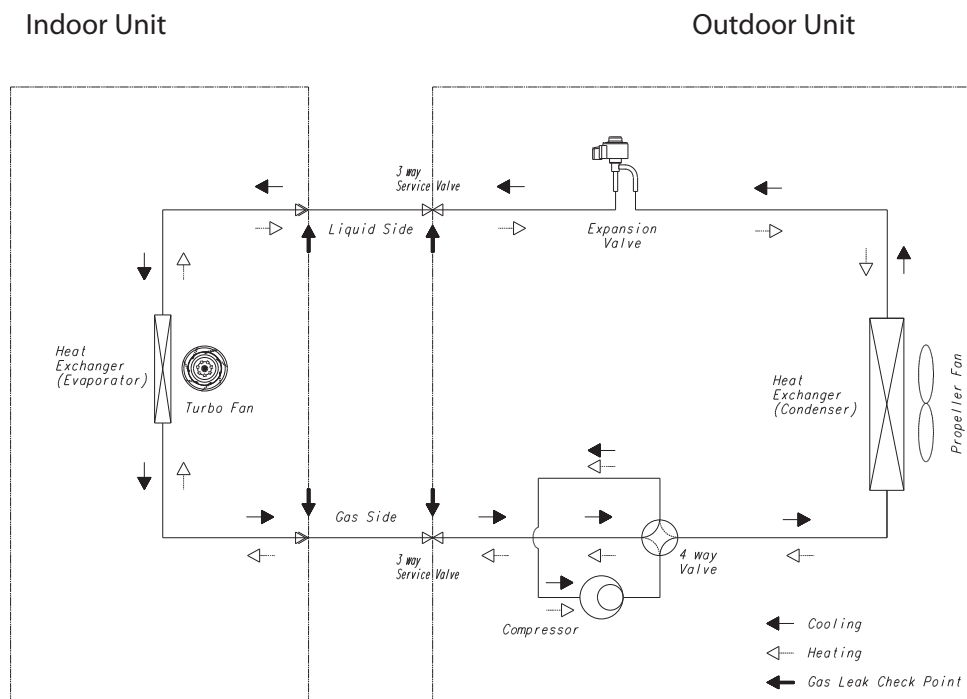 Indoor Unit
Outdoor Unit
3 way
Service Valve
Liquid Side
Expansion
Valve
Heat
Exchanger
(Evaporator)
Turbo Fan
Heat
Exchanger
(Condenser)
Propeller Fan
Gas Side
3 way
Service Valve
4 way
Valve
Compressor
Cooling
Heating
Gas Leak Check Point